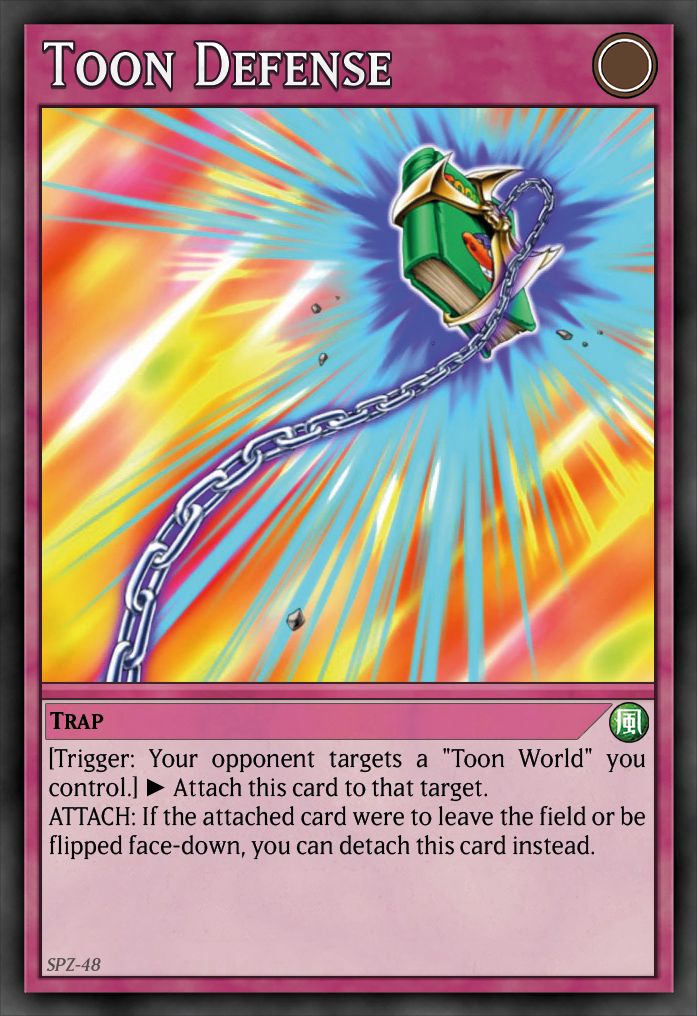 Toon Defense
Trap
風
[Trigger: Your opponent targets a "Toon World" you
control.] ► Attach this card to that target.
ATTACH: If the attached card were to leave the field or be
flipped face-down, you can detach this card instead.
SPZ-48